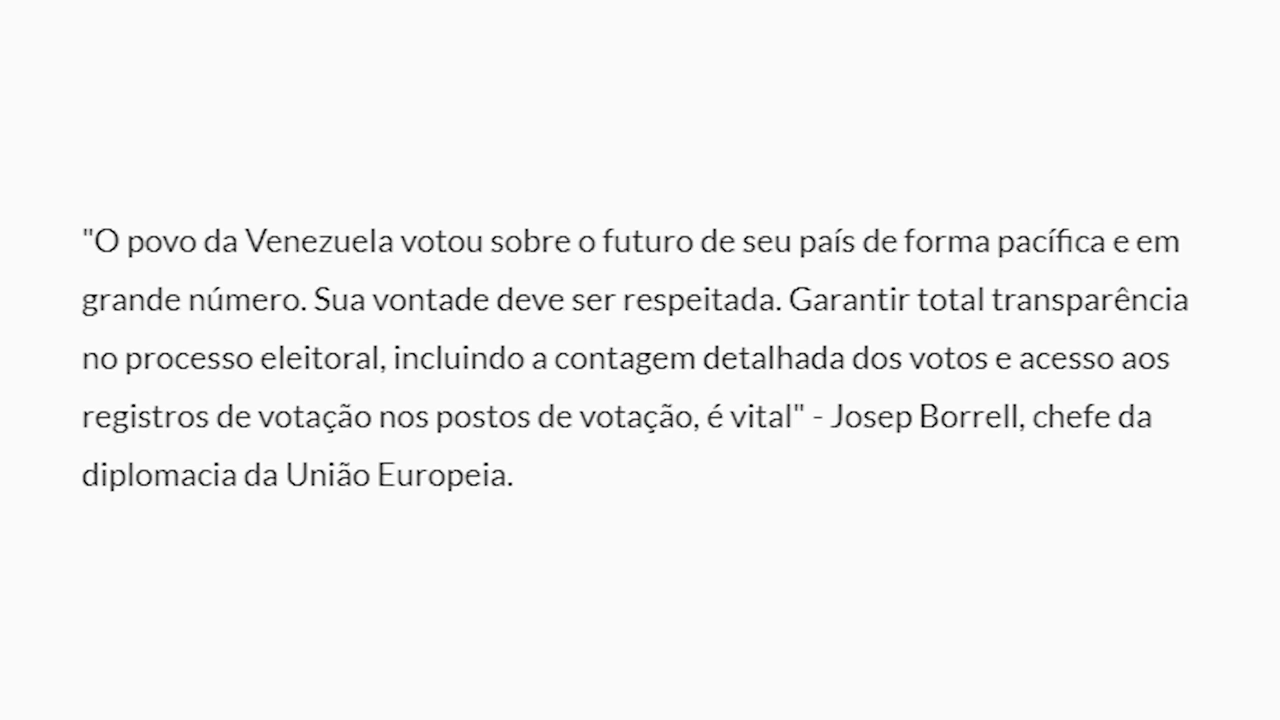 "O povo da Venezuela votou sobre o futuro de seu país de forma pacífica e em
grande número. Sua vontade deve ser respeitada. Garantir total transparência
no processo eleitoral, incluindo a contagem detalhada dos votos e acesso aos
registros de votação nos postos de votação, é vital" - Josep Borrell, chefe da
diplomacia da União Europeia.